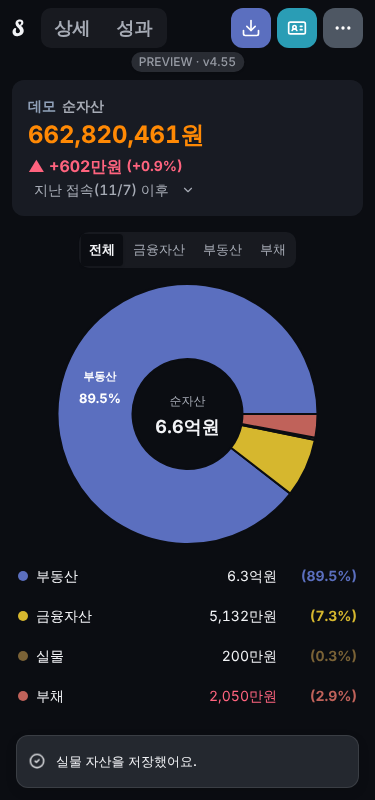 상세 성과
PREVIEW · v4.55
데모 순자산
662,820,461원
▲ +602만원 (+0.9%)
지난 접속(11/7) 이후
전체 금융자산 부동산 부채
부동산
89.5%
순자산
6.6억원
부동산 6.3억원 (89.5%)
금융자산 5,132만원 (7.3%)
실물 200만원 (0.3%)
부채 2,050만원 (2.9%)
실물 자산을 저장했어요.